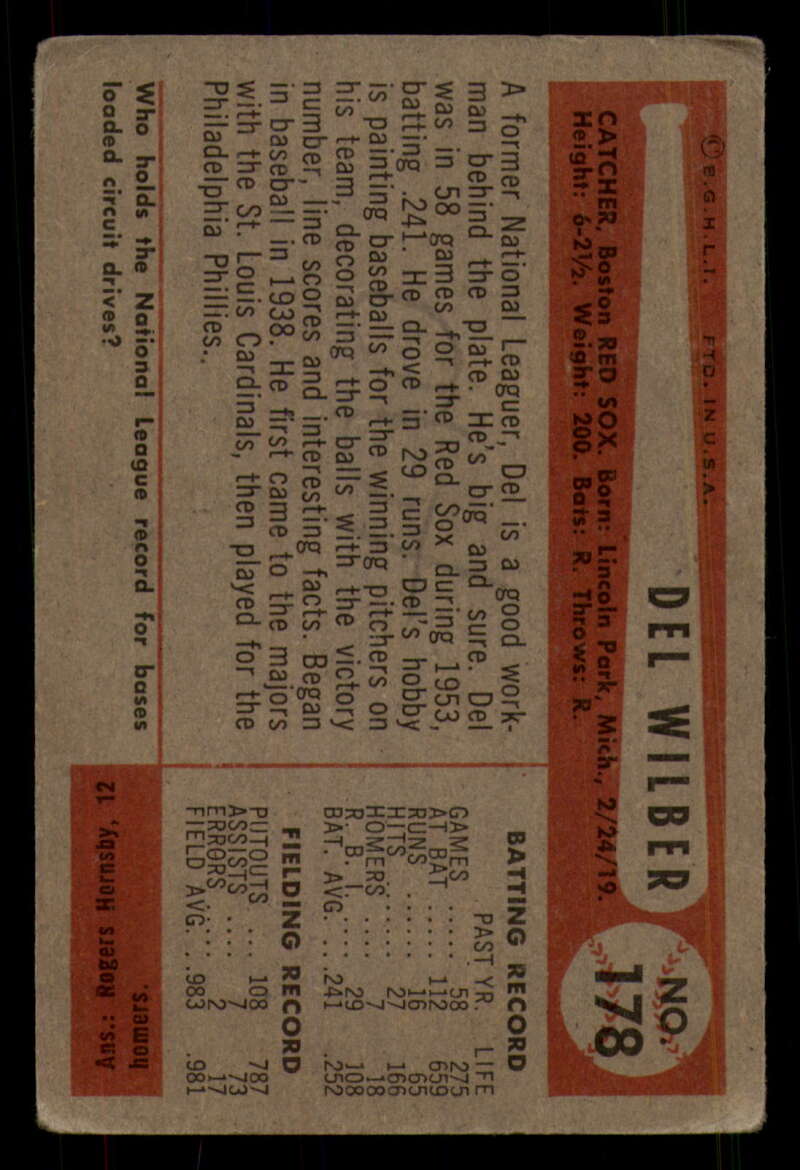 © B.G.H.L.I. PTD. IN U.S.A.
DEL WILBER
NO.
178
CATCHER, Boston RED SOX. Born: Lincoln Park, Mich., 2/24/19.
Height: 6-2½. Weight: 200. Bats: R. Throws: R.
A former National Leaguer, Del is a good work-
man behind the plate. He's big and sure. Del
was in 58 games for the Red Sox during 1953,
batting .241. He drove in 29 runs. Del's hobby
is painting baseballs for the winning pitchers on
his team, decorating the balls with the victory
number, line scores and interesting facts. Began
in baseball in 1938. He first came to the majors
with the St. Louis Cardinals, then played for the
Philadelphia Phillies.
BATTING RECORD
PAST YR. LIFE
GAMES ..... 58 275
AT BAT ..... 112 659
RUNS ...... 16 65
HITS ...... 27 166
HOMERS .... 7 18
R. B. I. .... 29 108
BAT. AVG. .. .241 .252
FIELDING RECORD
PUTOUTS ... 108 787
ASSISTS .... 7 73
ERRORS .... 2 17
FIELD AVG. . .983 .981
Who holds the National League record for bases
loaded circuit drives?
Ans.: Rogers Hornsby, 12
homers.